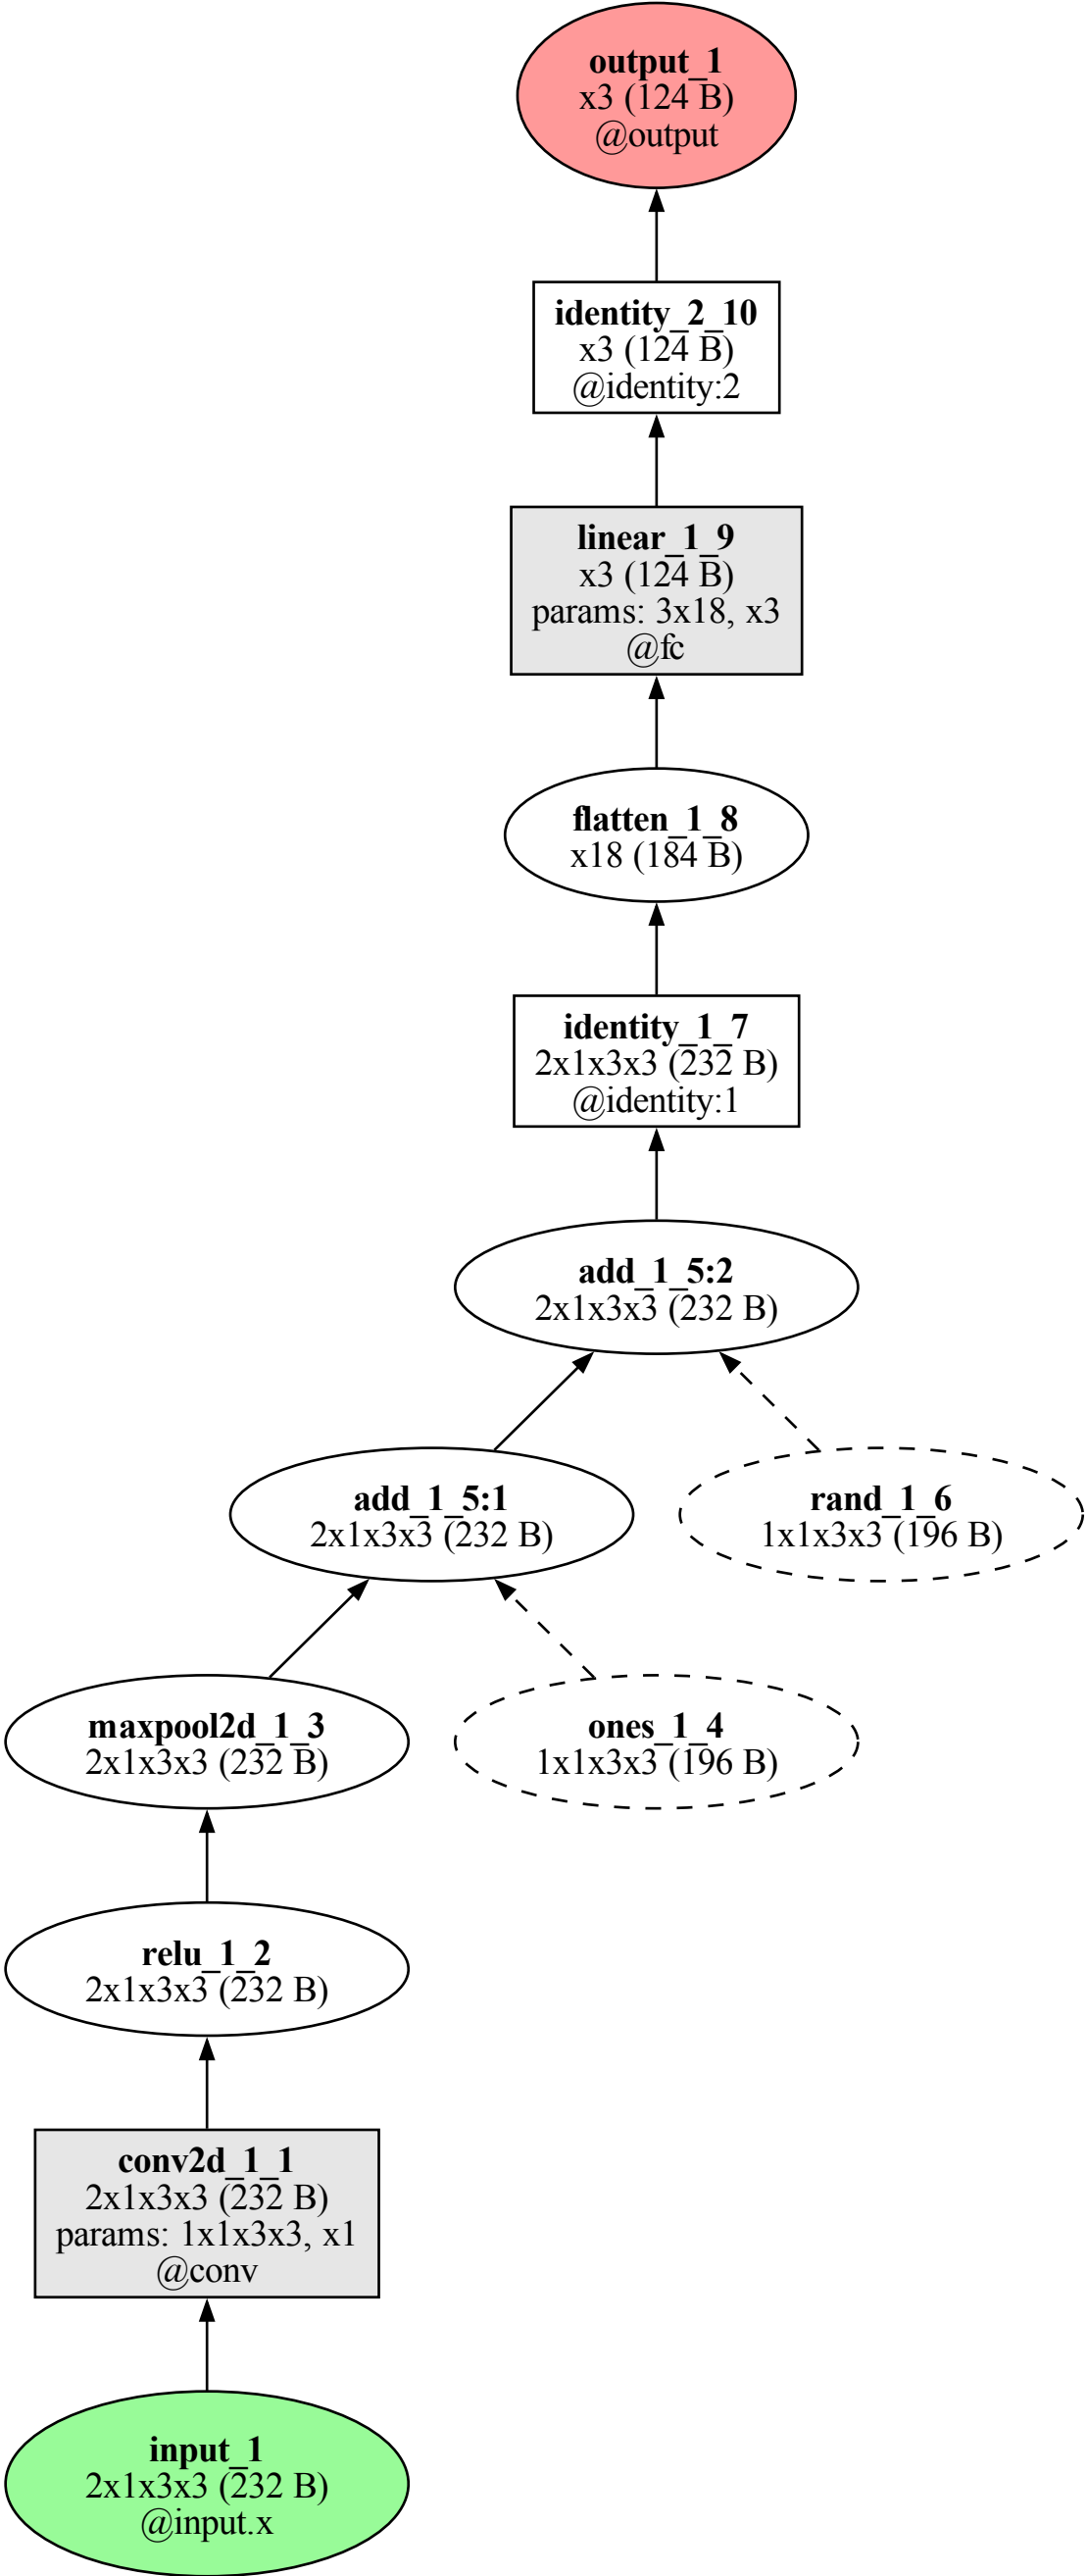 output_1
x3 (124 B)
@output
identity_2_10
x3 (124 B)
@identity:2
linear_1_9
x3 (124 B)
params: 3x18, x3
@fc
flatten_1_8
x18 (184 B)
identity_1_7
2x1x3x3 (232 B)
@identity:1
add_1_5:2
2x1x3x3 (232 B)
add_1_5:1
2x1x3x3 (232 B)
rand_1_6
1x1x3x3 (196 B)
maxpool2d_1_3
2x1x3x3 (232 B)
ones_1_4
1x1x3x3 (196 B)
relu_1_2
2x1x3x3 (232 B)
conv2d_1_1
2x1x3x3 (232 B)
params: 1x1x3x3, x1
@conv
input_1
2x1x3x3 (232 B)
@input.x